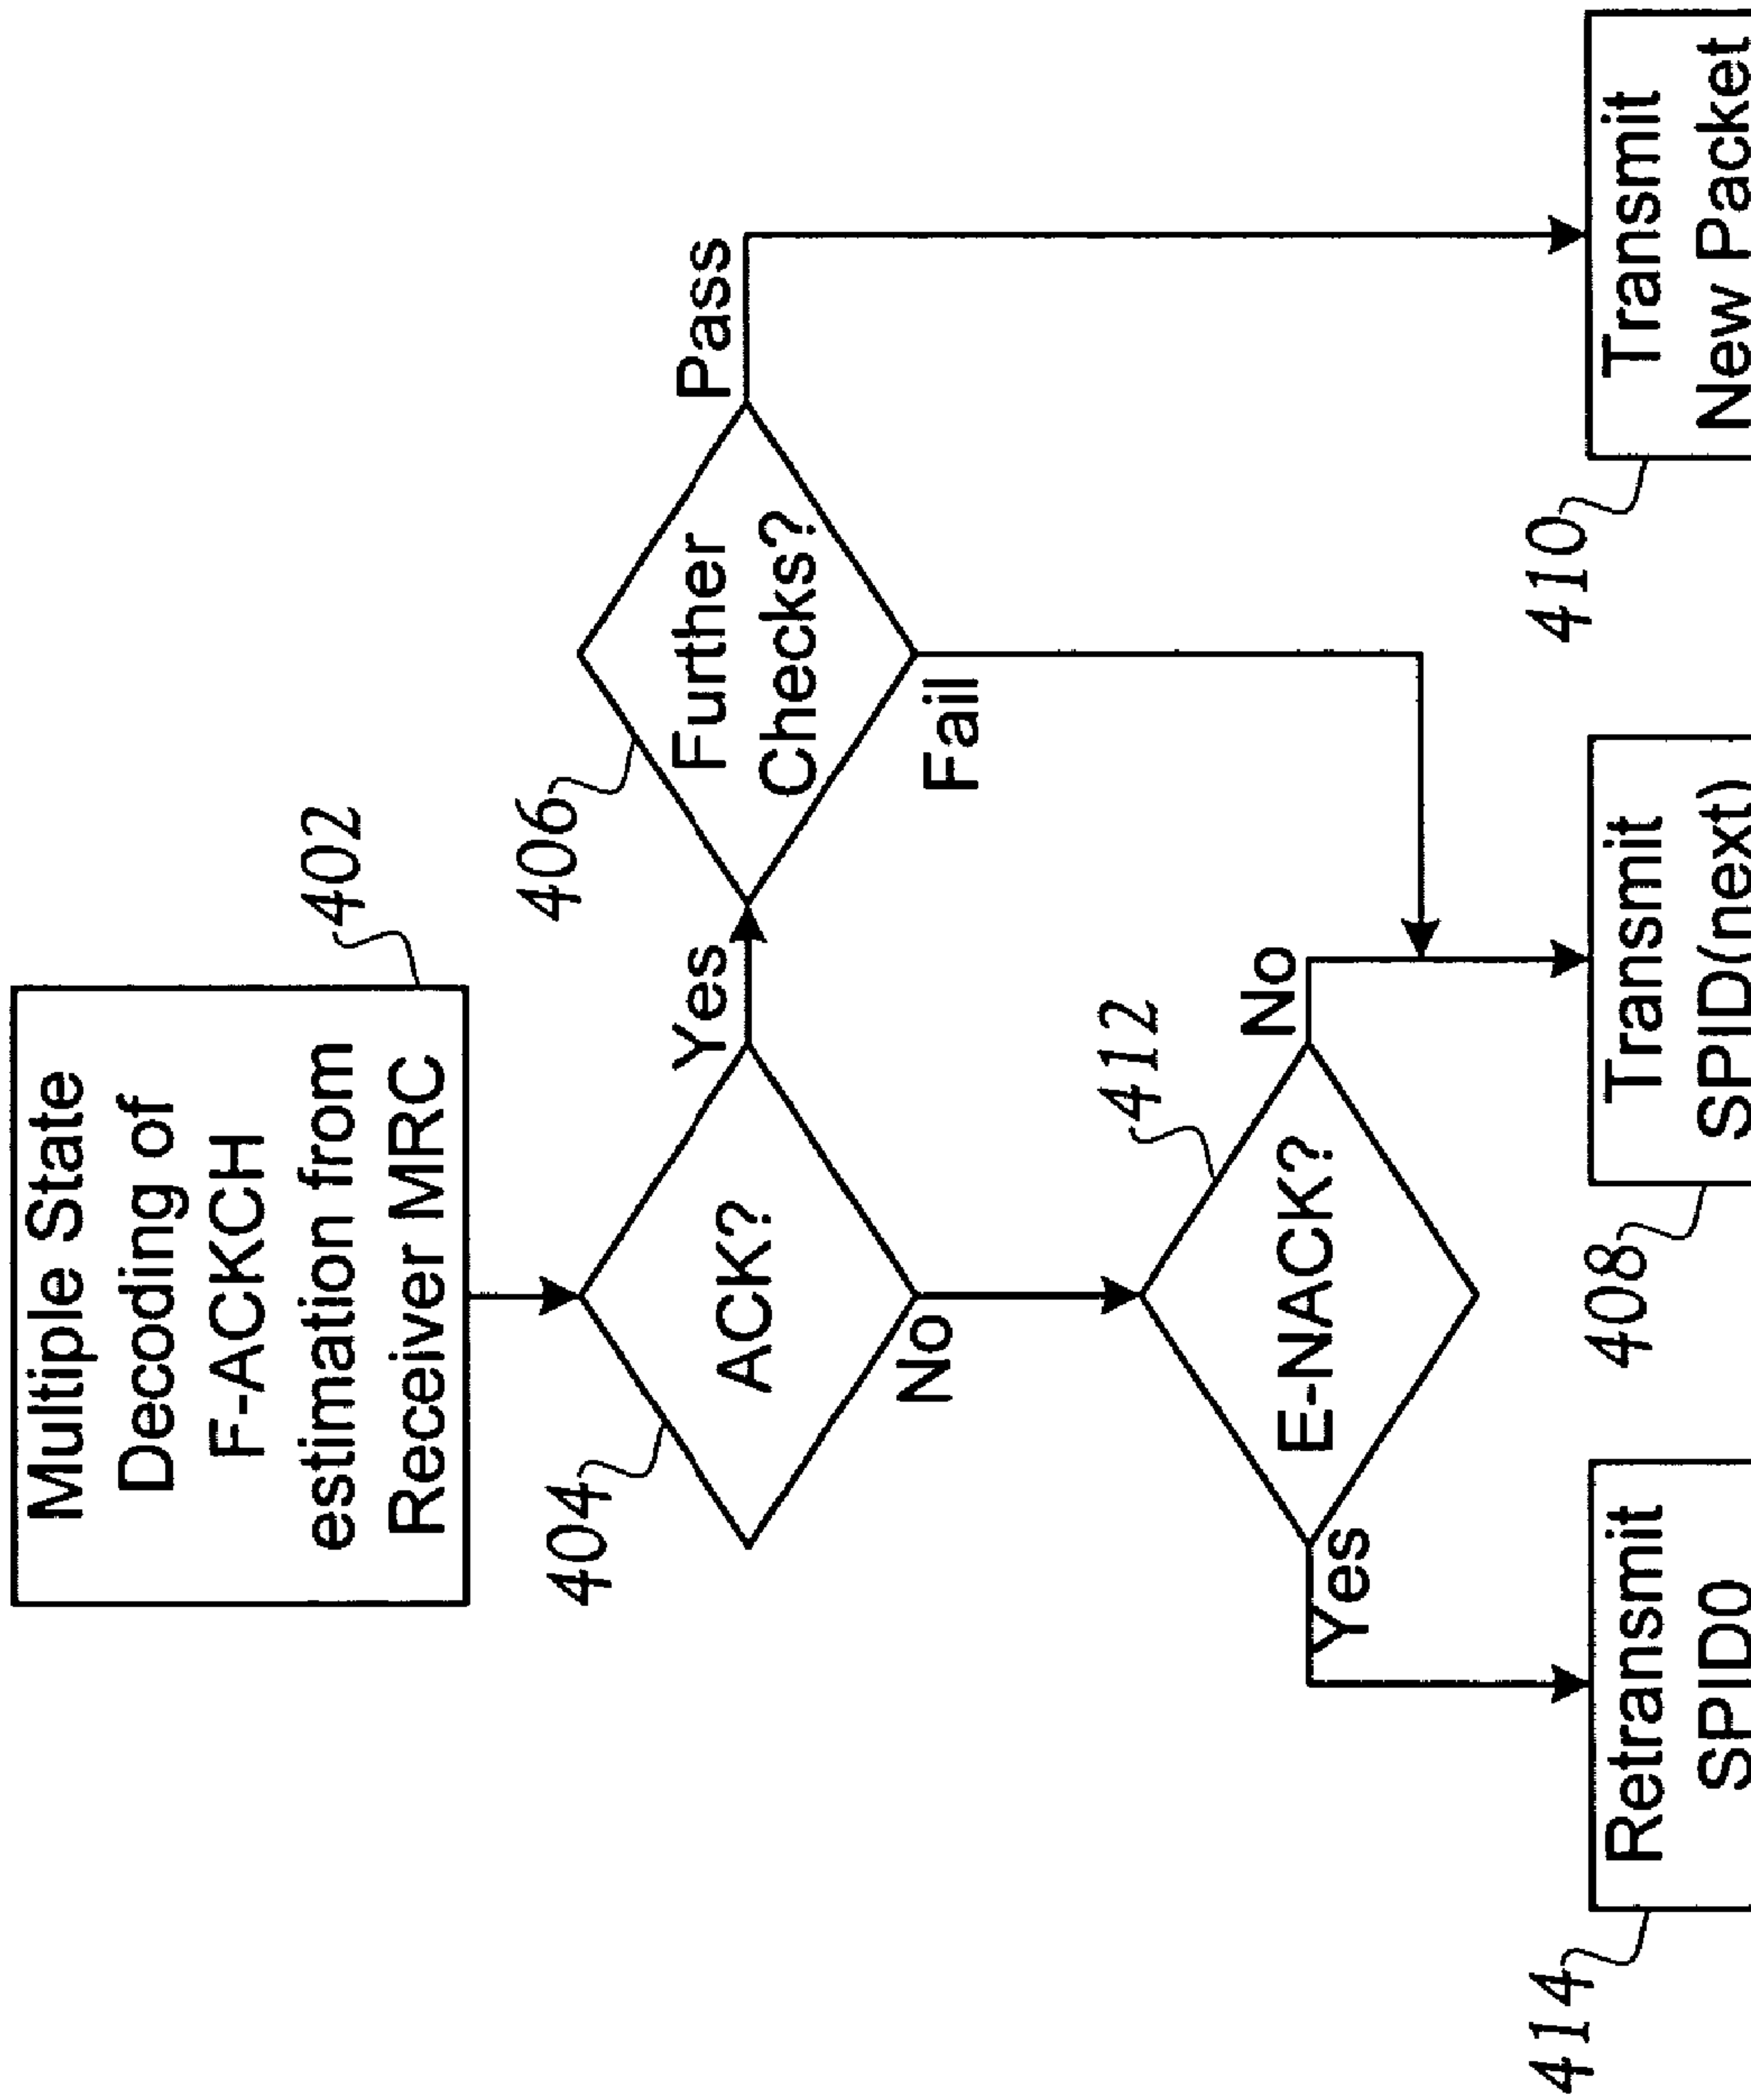 Multiple State
Decoding of
F-ACKCH
estimation from
Receiver MRC
402
404
ACK?
Yes
No
406
Further
Checks?
Pass
Fail
412
E-NACK?
Yes
No
414
Retransmit
SPID0
408
Transmit
SPID(next)
410
Transmit
New Packet